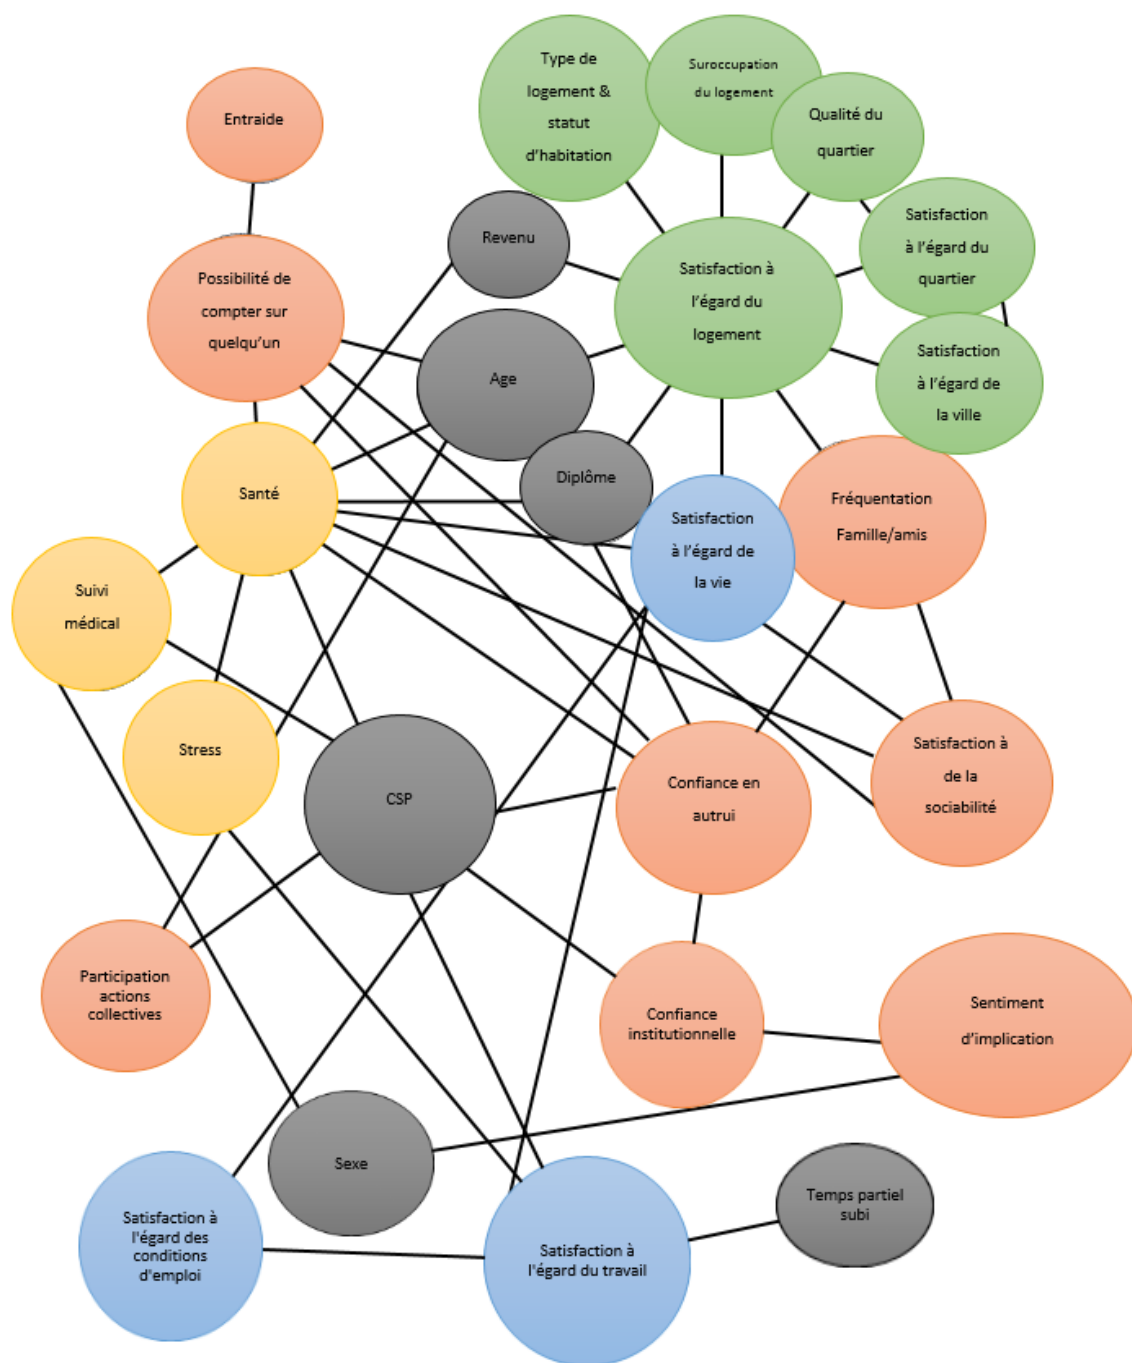 Type de
logement &
statut
d'habitation
Suroccupation
du logement
Qualité du
quartier
Entraide
Satisfaction
à l'égard du
quartier
Revenu
Satisfaction à
l'égard du
logement
Possibilité de
compter sur
quelqu'un
Satisfaction
à l'égard de
la ville
Age
Diplôme
Santé
Satisfaction
à l'égard de
la vie
Fréquentation
Famille/amis
Suivi
médical
Stress
CSP
Confiance en
autrui
Satisfaction à
de la
sociabilité
Participation
actions
collectives
Confiance
institutionnelle
Sentiment
d'implication
Sexe
Temps partiel
subi
Satisfaction à
l'égard des
conditions
d'emploi
Satisfaction à
l'égard du travail